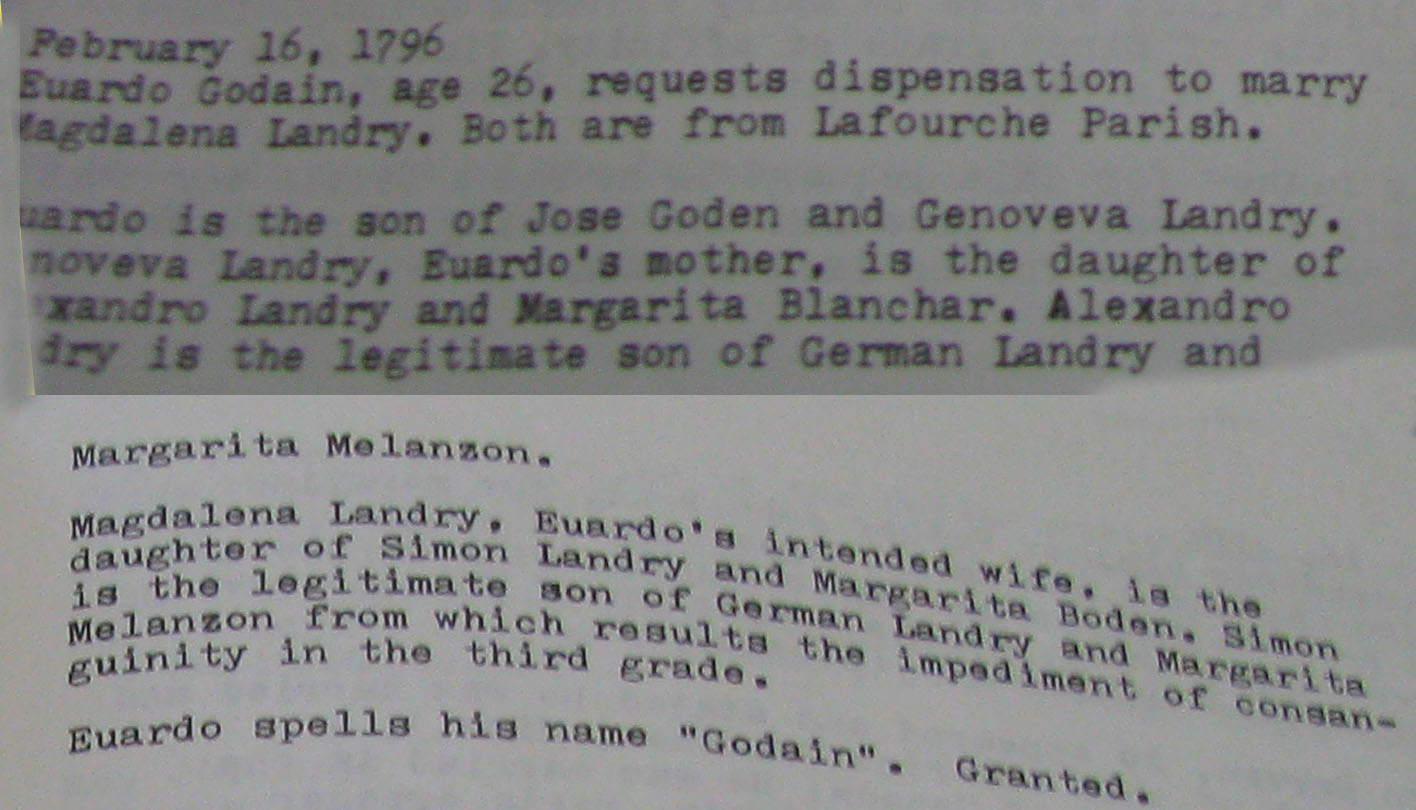 February 16, 1796
Euardo Godain, age 26, requests dispensation to marry
Magdalena Landry. Both are from Lafourche Parish.
uardo is the son of Jose Goden and Genoveva Landry.
noveva Landry, Euardo's mother, is the daughter of
xandro Landry and Margarita Blanchar. Alexandro
dry is the legitimate son of German Landry and
Margarita Melanzon.
Magdalena Landry, Euardo's intended wife, is the
daughter of Simon Landry and Margarita Boden. Simon
is the legitimate son of German Landry and Margarita
Melanzon from which results the impediment of consan-
guinity in the third grade.
Euardo spells his name "Godain". Granted.